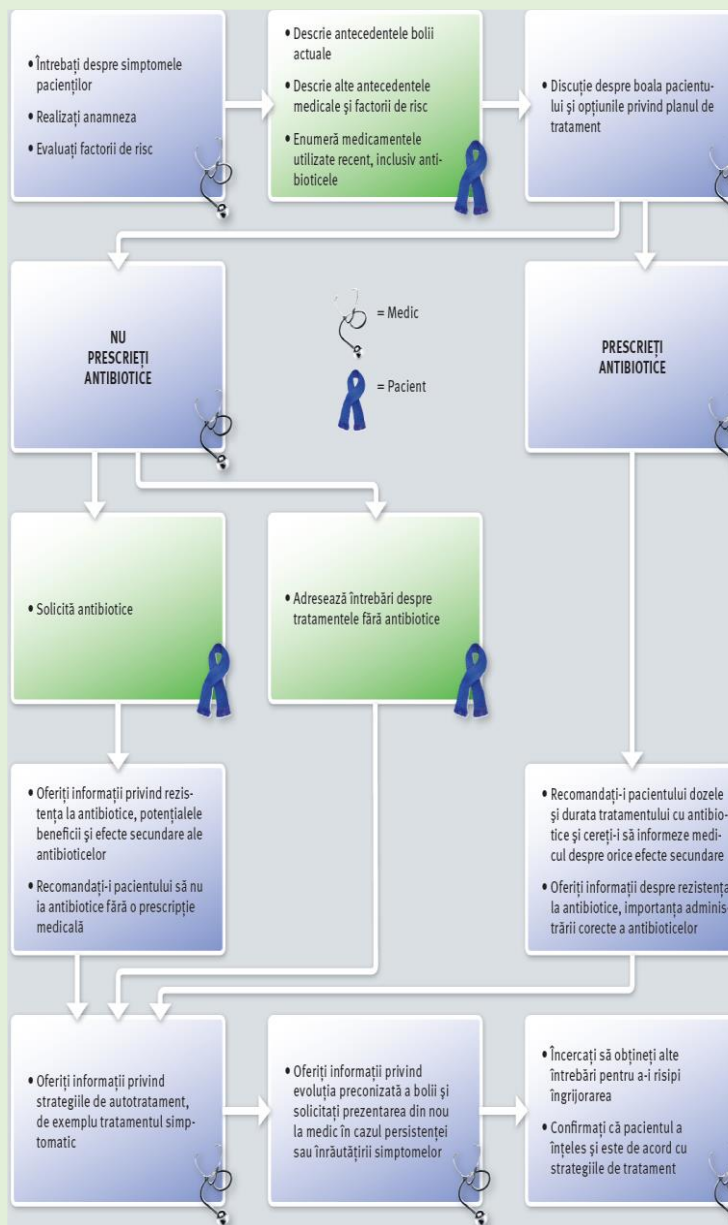 • Întrebați despre simptomele
pacienților
• Realizați anamneza
• Evaluați factorii de risc
• Descrie antecedentele bolii
actuale
• Descrie alte antecedentele
medicale și factorii de risc
• Enumeră medicamentele
utilizate recent, inclusiv anti-
bioticele
• Discuție despre boala pacientu-
lui și opțiunile privind planul de
tratament
NU
PRESCRIEȚI
ANTIBIOTICE
= Medic
= Pacient
PRESCRIEȚI
ANTIBIOTICE
• Solicită antibiotice
• Adresează întrebări despre
tratamentele fără antibiotice
• Oferiți informații privind rezis-
tența la antibiotice, potențialele
beneficii și efecte secundare ale
antibioticelor
• Recomandați-i pacientului să nu
ia antibiotice fără o prescripție
medicală
• Recomandați-i pacientului dozele
și durata tratamentului cu antibio-
tice și cereți-i să informeze medi-
cul despre orice efecte secundare
• Oferiți informații despre rezistența
la antibiotice, importanța adminis-
trării corecte a antibioticelor
• Oferiți informații privind
strategiile de autotratament,
de exemplu tratamentul simp-
tomatic
• Oferiți informații privind
evoluția preconizată a bolii și
solicitați prezentarea din nou
la medic în cazul persistenței
sau înrăutățirii simptomelor
• Încercați să obțineți alte
întrebări pentru a-i risipi
îngrijorarea
• Confirmați că pacientul a
înțeles și este de acord cu
strategiile de tratament